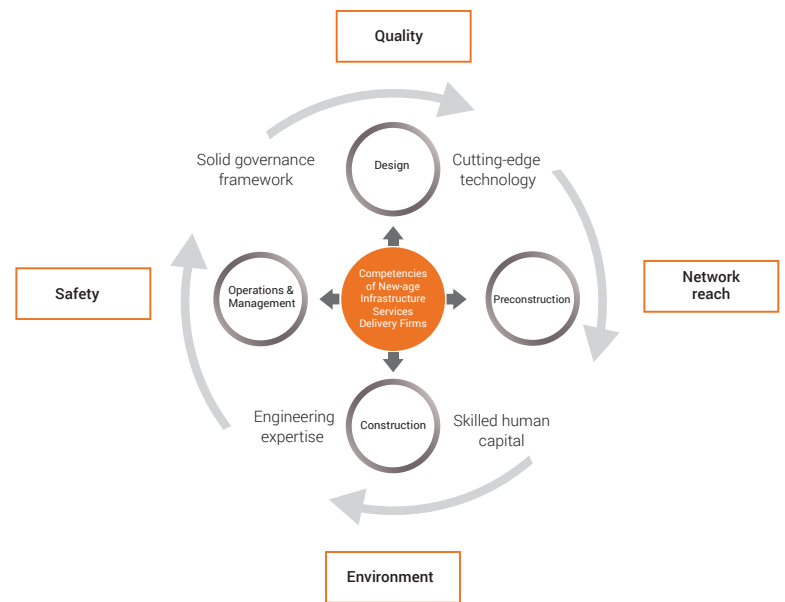 Quality
Solid governance
framework
Design
Cutting-edge
technology
Safety
Operations &
Management
Competencies
of New-age
Infrastructure
Services
Delivery Firms
Preconstruction
Network
reach
Engineering
expertise
Construction
Skilled human
capital
Environment